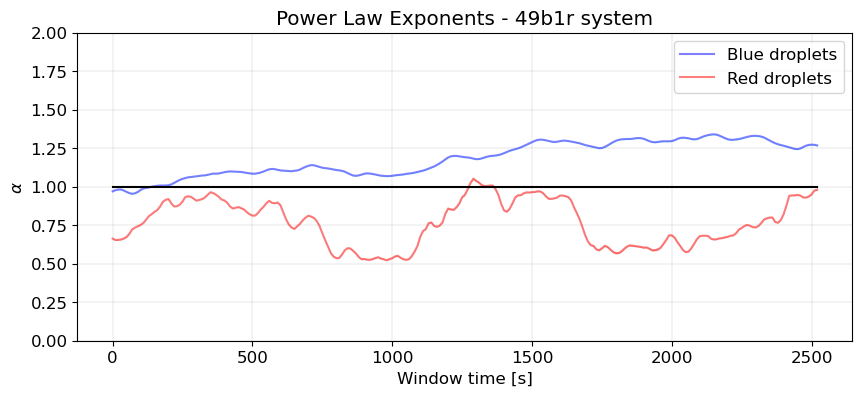 Power Law Exponents - 49b1r system
2.00
1.75
1.50
1.25
1.00
0.75
0.50
0.25
0.00
α
Blue droplets
Red droplets
0 500 1000 1500 2000 2500
Window time [s]